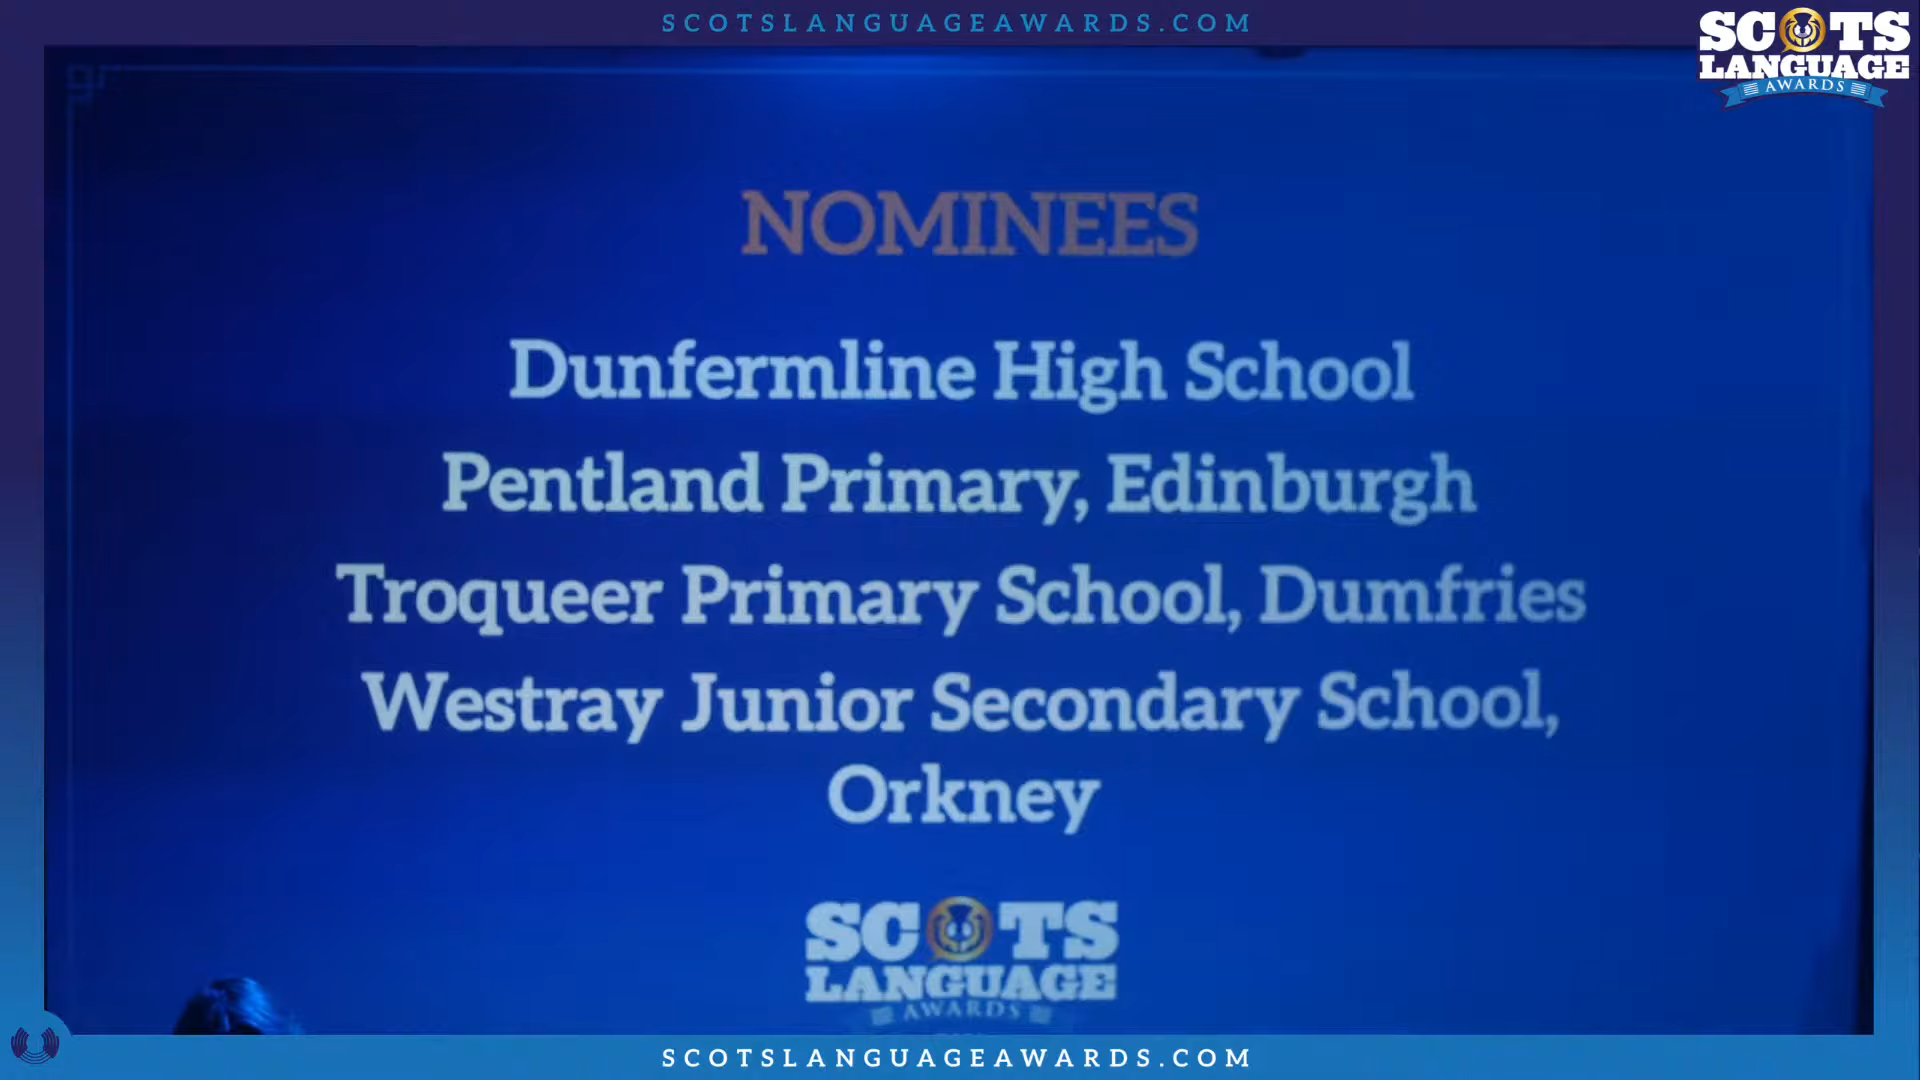 SCOTSLANGUAGEAWARDS.COM
SCOTS
LANGUAGE
AWARDS
NOMINEES
Dunfermline High School
Pentland Primary, Edinburgh
Troqueer Primary School, Dumfries
Westray Junior Secondary School,
Orkney
SCOTS
LANGUAGE
AWARDS
SCOTSLANGUAGEAWARDS.COM